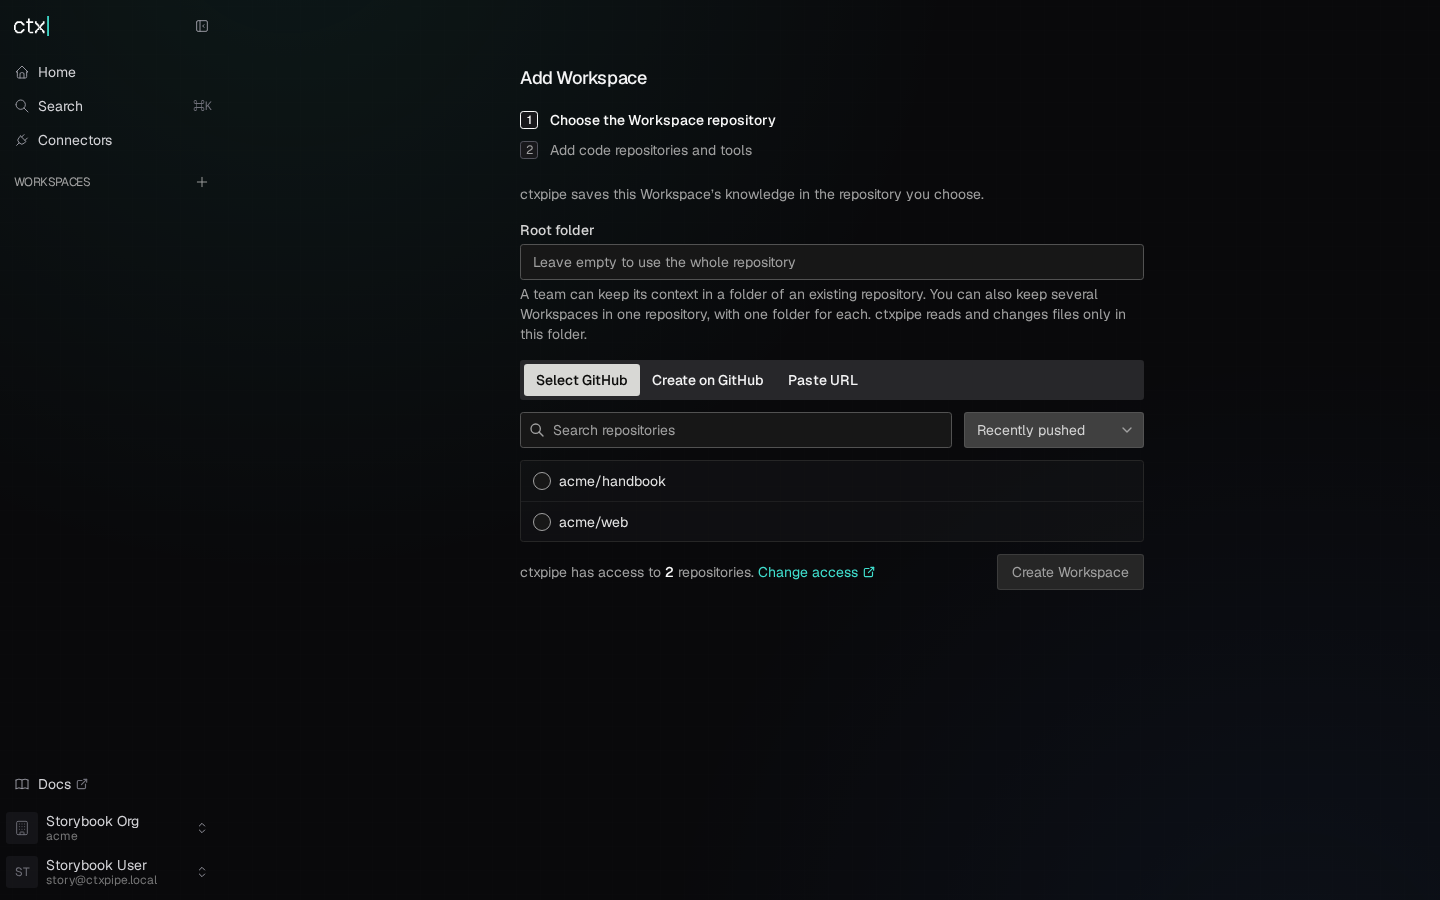 ctx
Home
Search ⌘K
Connectors
WORKSPACES
Add Workspace
1 Choose the Workspace repository
2 Add code repositories and tools
ctxpipe saves this Workspace's knowledge in the repository you choose.
Root folder
Leave empty to use the whole repository
A team can keep its context in a folder of an existing repository. You can also keep several
Workspaces in one repository, with one folder for each. ctxpipe reads and changes files only in
this folder.
Select GitHub Create on GitHub Paste URL
Search repositories Recently pushed
acme/handbook
acme/web
ctxpipe has access to 2 repositories. Change access Create Workspace
Docs
Storybook Org
acme
ST Storybook User
story@ctxpipe.local